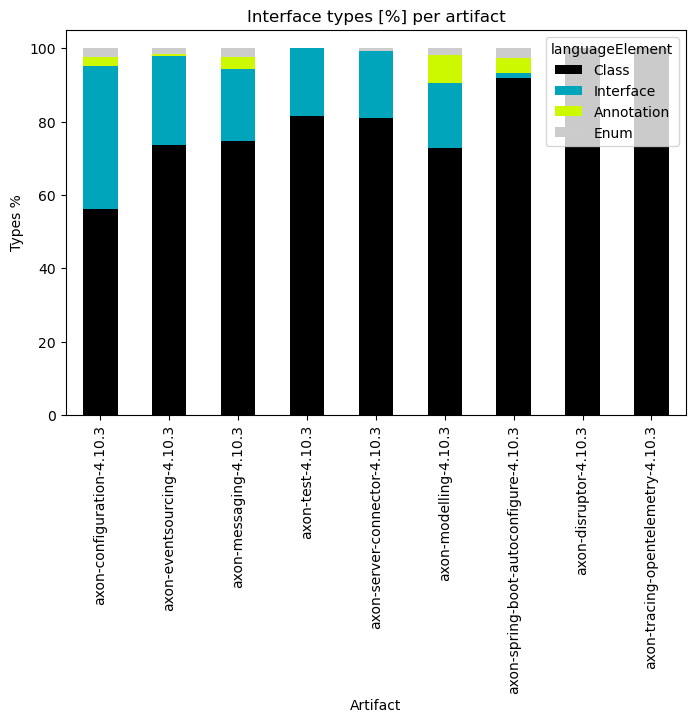 Interface types [%] per artifact
languageElement
Class
Interface
Annotation
Enum
Types %
100
80
60
40
20
0
axon-configuration-4.10.3
axon-eventsourcing-4.10.3
axon-messaging-4.10.3
axon-test-4.10.3
axon-server-connector-4.10.3
axon-modelling-4.10.3
axon-spring-boot-autoconfigure-4.10.3
axon-disruptor-4.10.3
axon-tracing-opentelemetry-4.10.3
Artifact